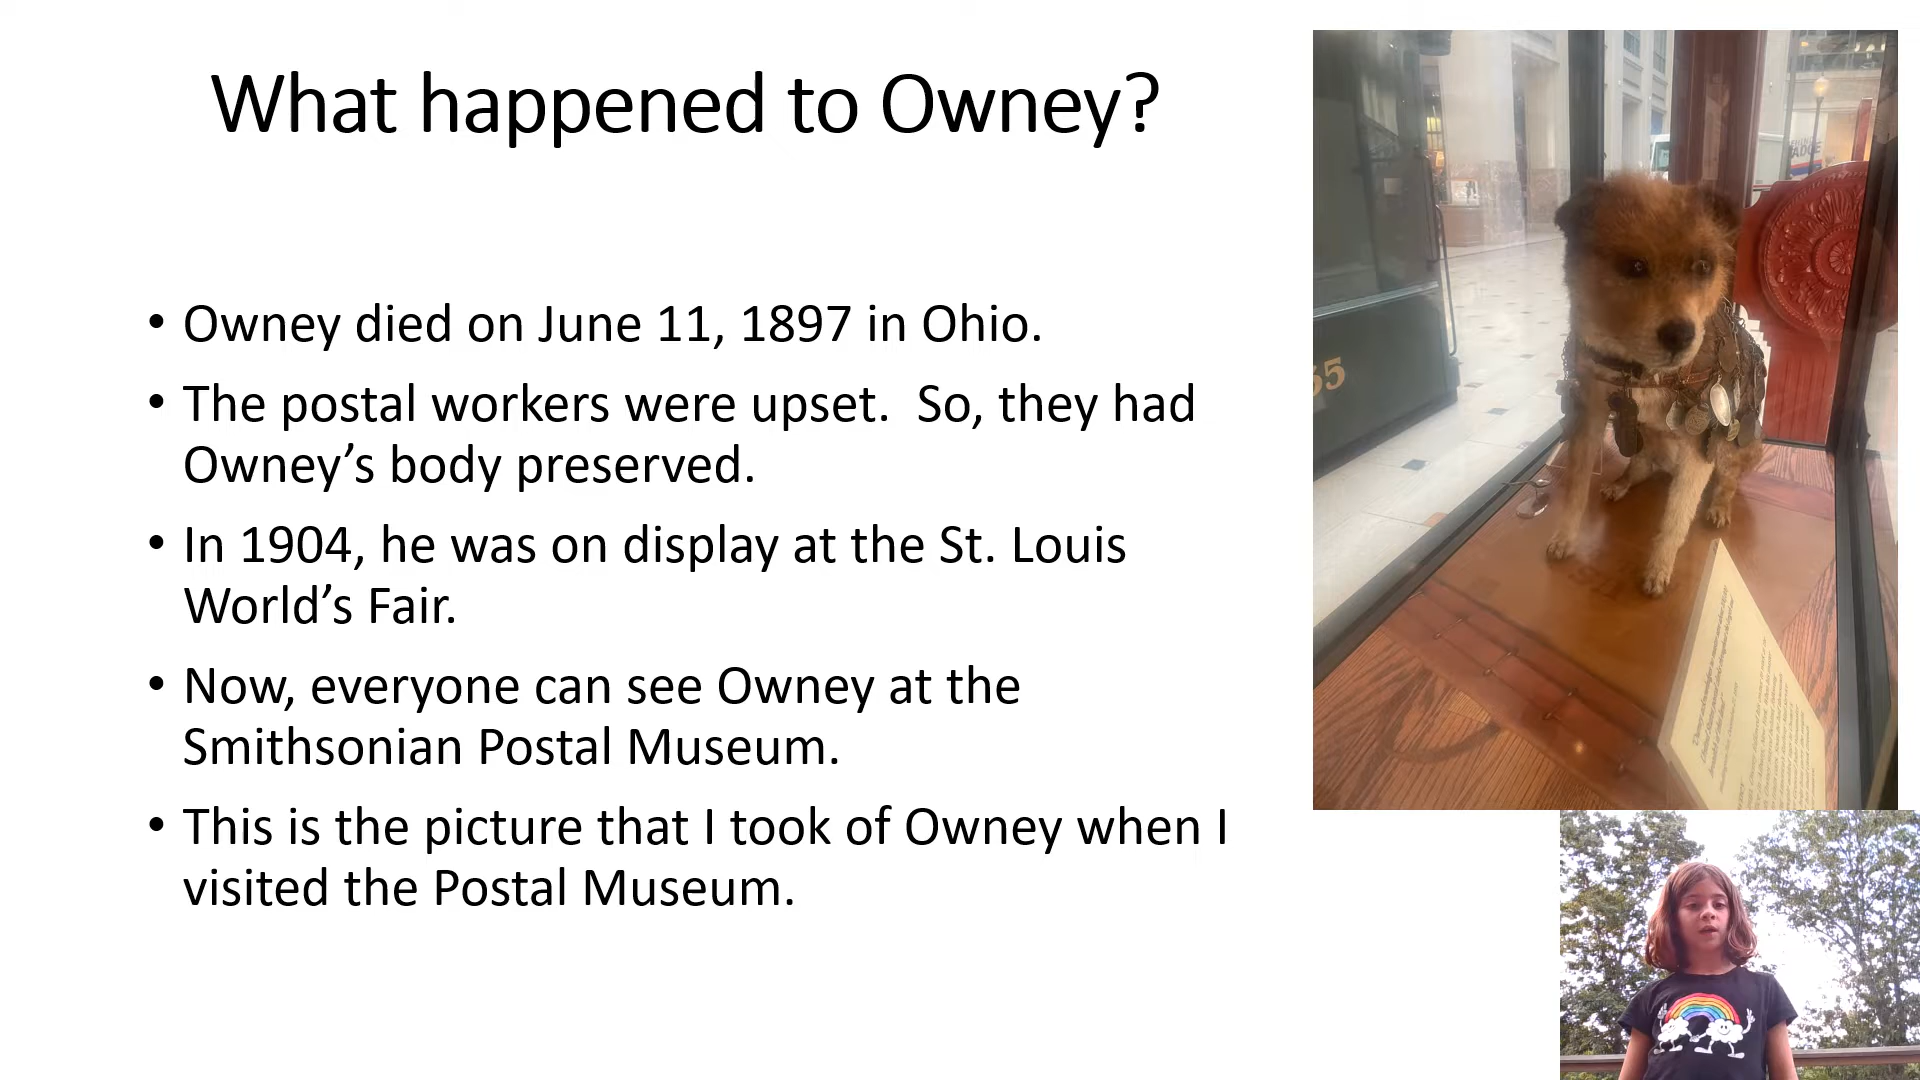 What happened to Owney?
• Owney died on June 11, 1897 in Ohio.
• The postal workers were upset.  So, they had
Owney’s body preserved.
• In 1904, he was on display at the St. Louis
World’s Fair.
• Now, everyone can see Owney at the
Smithsonian Postal Museum.
• This is the picture that I took of Owney when I
visited the Postal Museum.